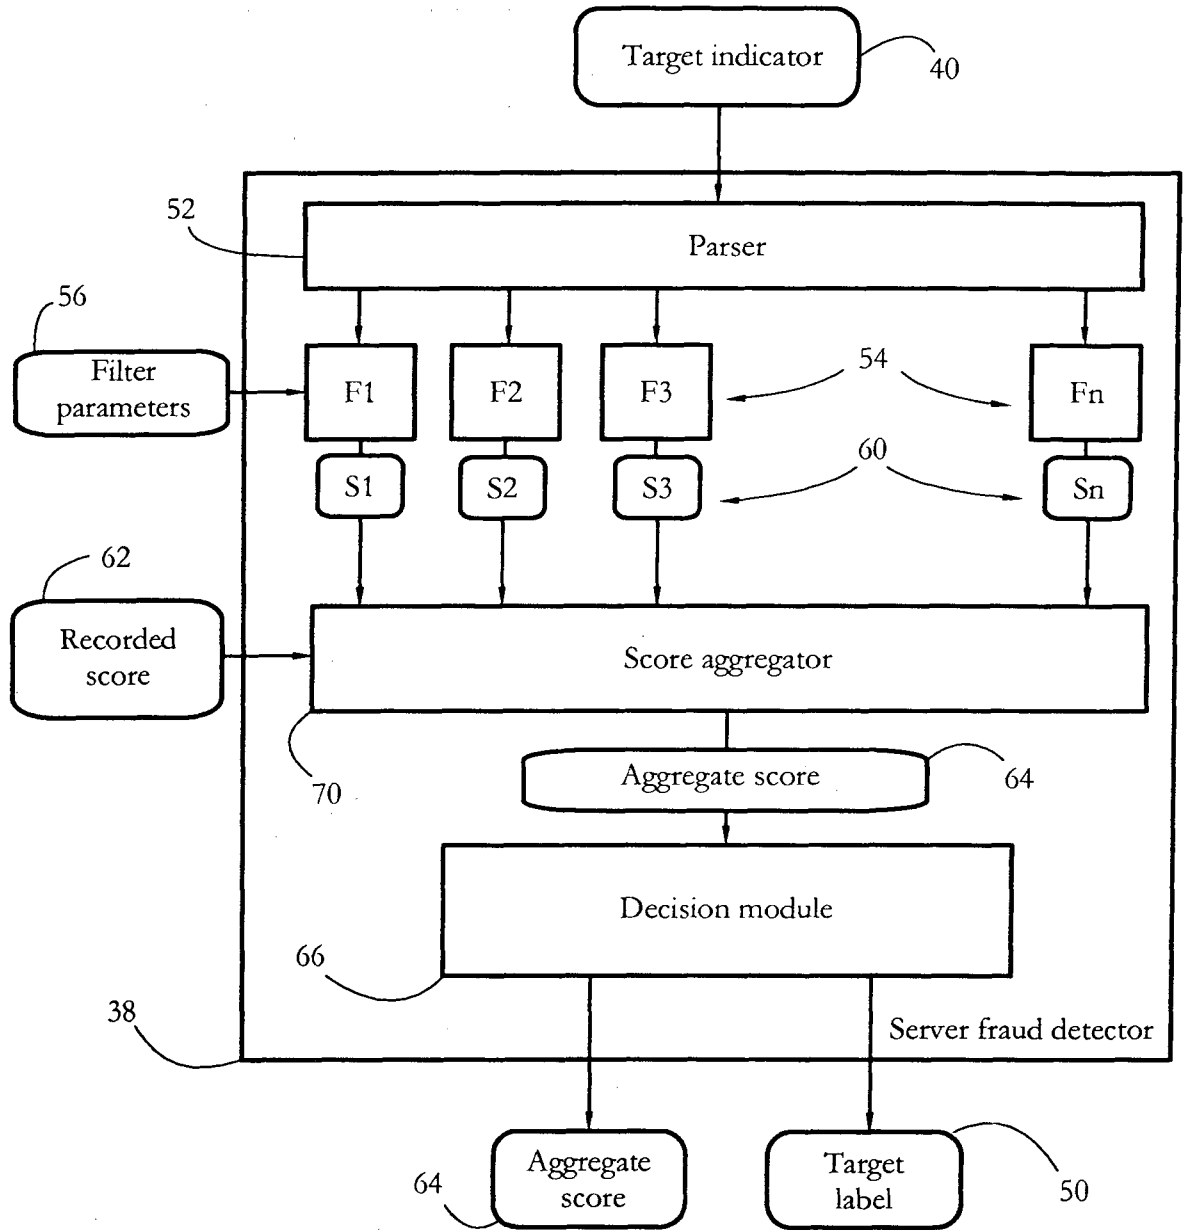 Target indicator
40
52
Parser
56
Filter
parameters
F1
F2
F3
54
Fn
S1
S2
S3
60
Sn
62
Recorded
score
Score aggregator
70
Aggregate score
64
Decision module
66
38
Server fraud detector
Aggregate
score
64
Target
label
50